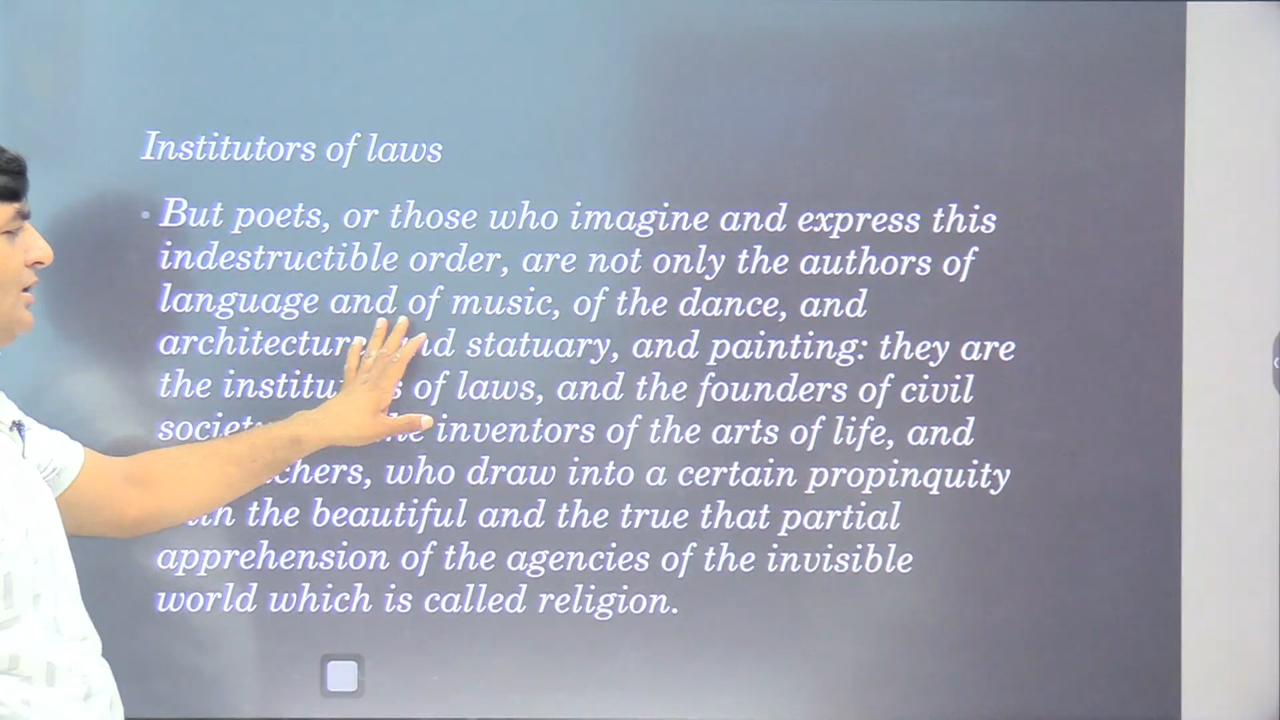 Institutors of laws
But poets, or those who imagine and express this
indestructible order, are not only the authors of
language and of music, of the dance, and
architecture and statuary, and painting: they are
the of laws, and the founders of civil
inventors of the arts of life, and
who draw into a certain propinquity
the beautiful and the true that partial
apprehension of the agencies of the invisible
world which is called religion.